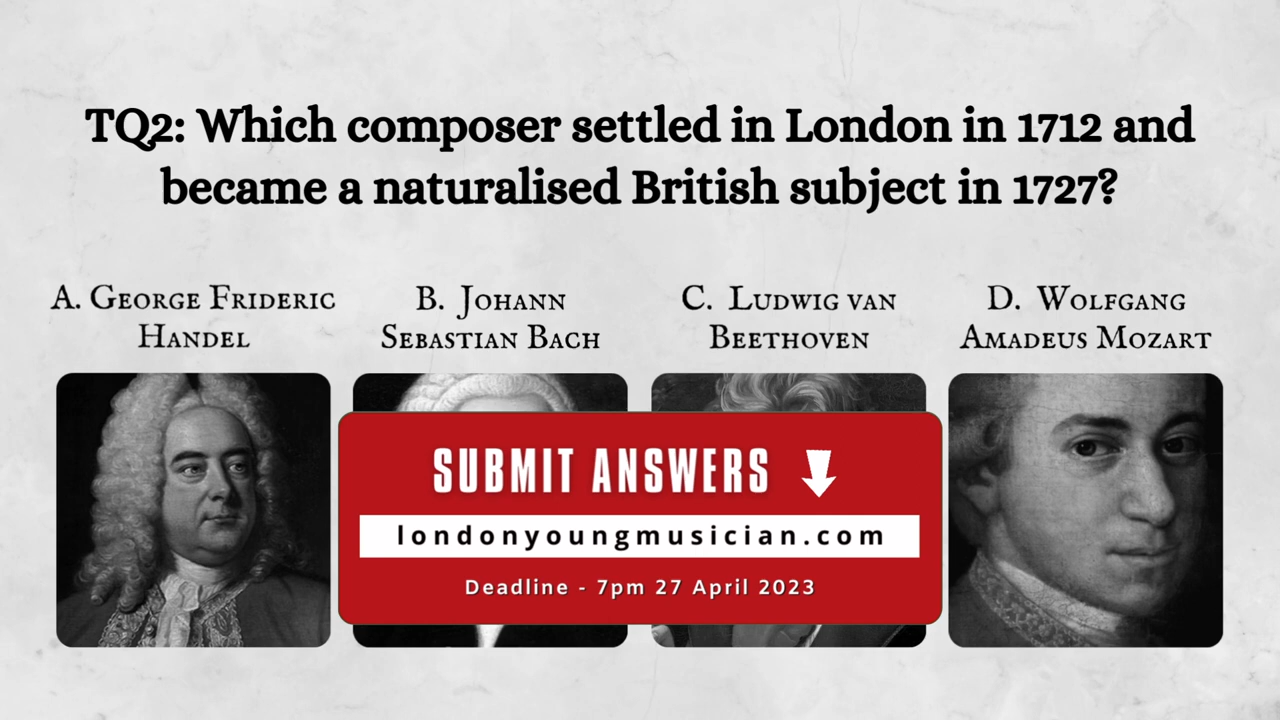 TQ2: Which composer settled in London in 1712 and
became a naturalised British subject in 1727?
A. George Frideric
Handel
B. Johann
Sebastian Bach
C. Ludwig van
Beethoven
D. Wolfgang
Amadeus Mozart
SUBMIT ANSWERS
londonyoungmusician.com
Deadline - 7pm 27 April 2023